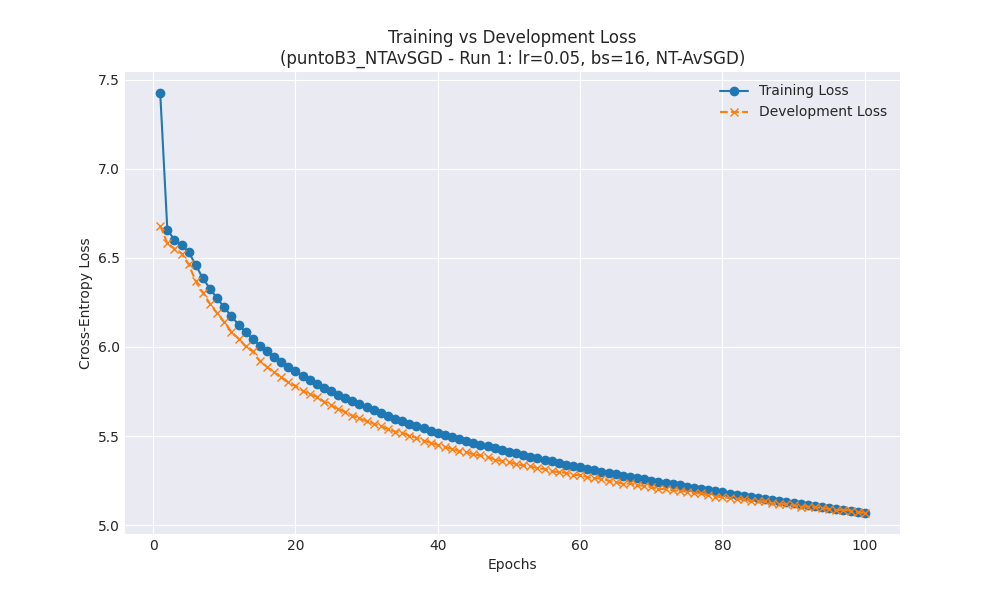 Training vs Development Loss
(puntoB3_NTAvSGD - Run 1: lr=0.05, bs=16, NT-AvSGD)
Training Loss
Development Loss
Cross-Entropy Loss
7.5
7.0
6.5
6.0
5.5
5.0
0 20 40 60 80 100
Epochs